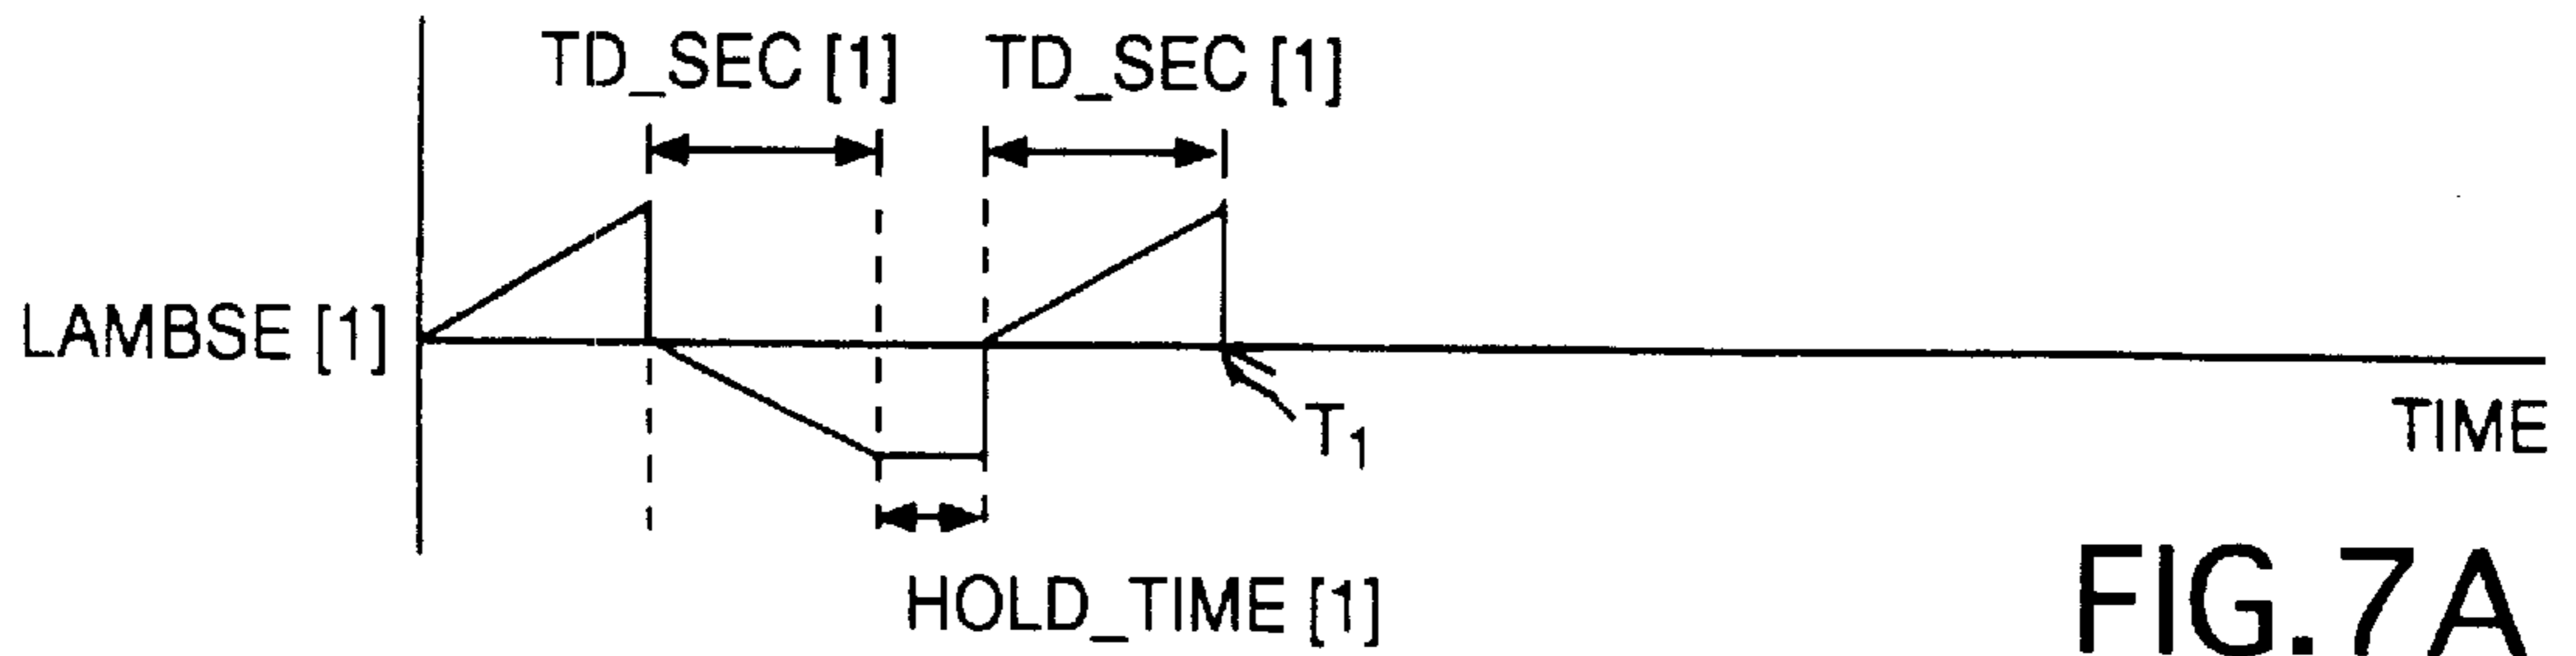 TD_SEC [1] TD_SEC [1]
LAMBSE [1]
T1
TIME
HOLD_TIME [1]
FIG.7A